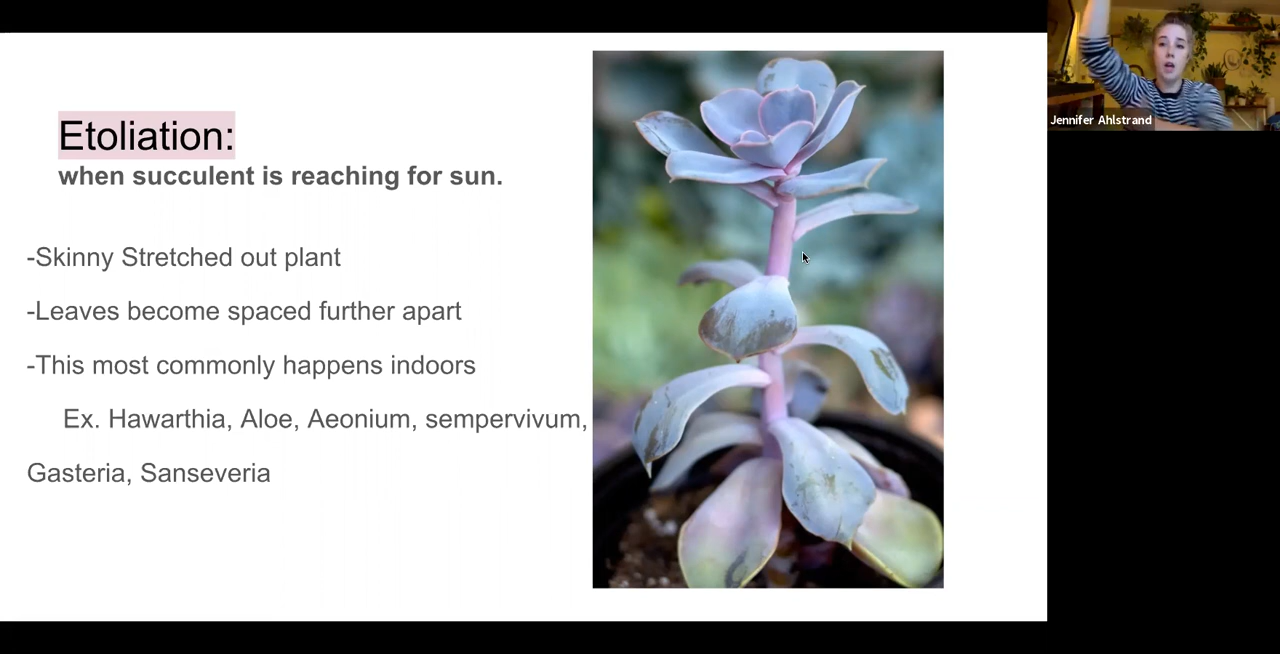 Etoliation:
when succulent is reaching for sun.
-Skinny Stretched out plant
-Leaves become spaced further apart
-This most commonly happens indoors
Ex. Hawarthia, Aloe, Aeonium, sempervivum,
Gasteria, Sanseveria
Jennifer Ahlstrand